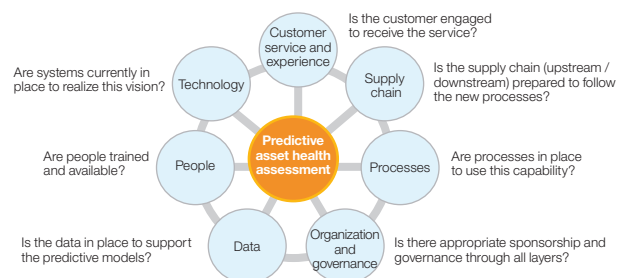 Customer
service and
experience
Is the customer engaged
to receive the service?
Supply
chain
Is the supply chain (upstream /
downstream) prepared to follow
the new processes?
Processes
Are processes in place
to use this capability?
Organization
and
governance
Is there appropriate sponsorship and
governance through all layers?
Data
Is the data in place to support
the predictive models?
People
Are people trained
and available?
Technology
Are systems currently in
place to realize this vision?
Predictive
asset health
assessment